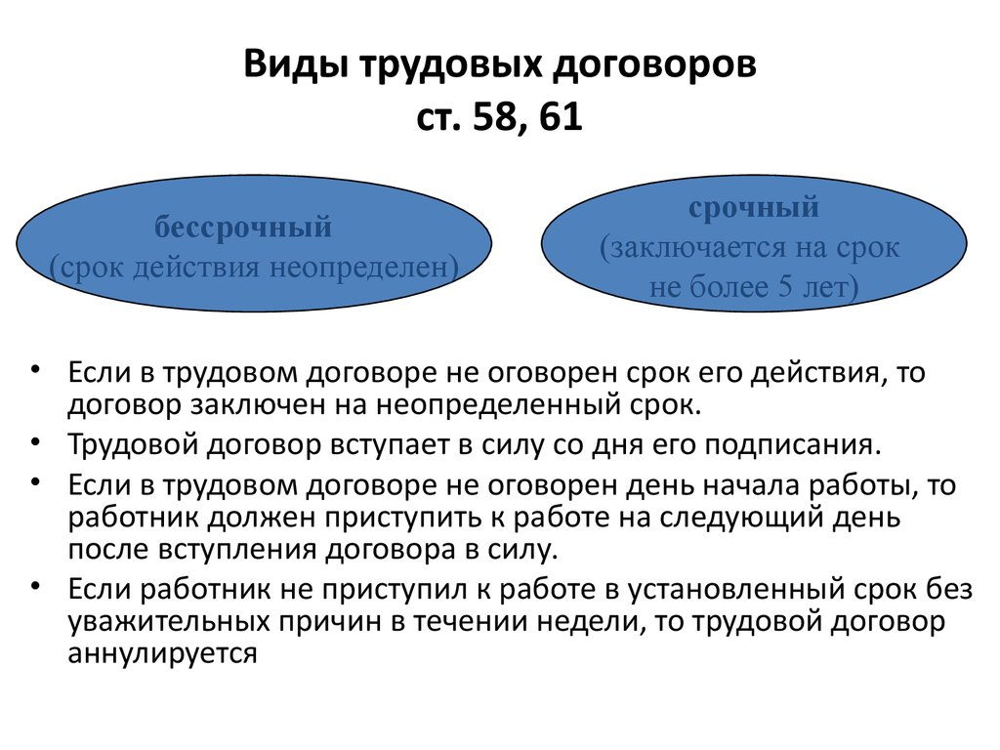 Виды трудовых договоров
ст. 58, 61
бессрочный
(срок действия неопределен)
срочный
(заключается на срок
не более 5 лет)
• Если в трудовом договоре не оговорен срок его действия, то
договор заключен на неопределенный срок.
• Трудовой договор вступает в силу со дня его подписания.
• Если в трудовом договоре не оговорен день начала работы, то
работник должен приступить к работе на следующий день
после вступления договора в силу.
• Если работник не приступил к работе в установленный срок без
уважительных причин в течении недели, то трудовой договор
аннулируется